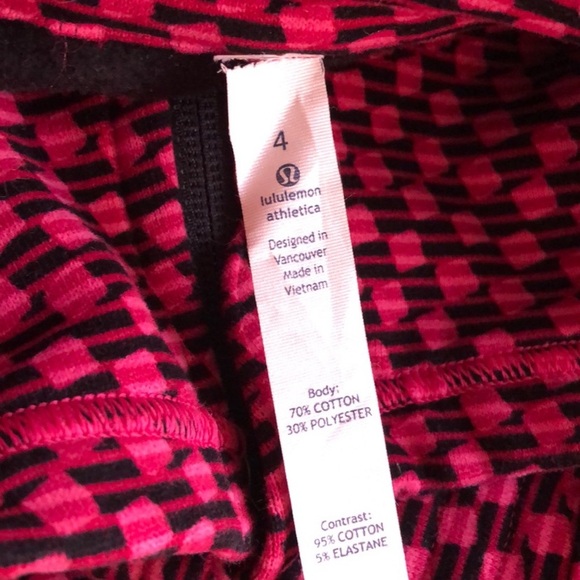 4
lululemon
athletica
Designed in
Vancouver
Made in
Vietnam
Body:
70% COTTON
30% POLYESTER
Contrast:
95% COTTON
5% ELASTANE